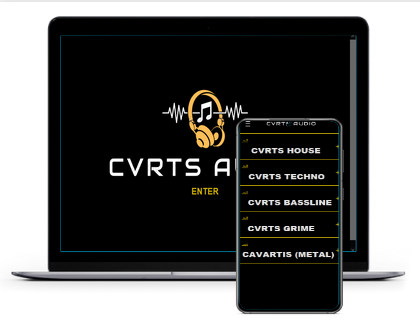 CVRTS AU
ENTER
CVRTS AUDIO
CVRTS HOUSE
CVRTS TECHNO
CVRTS BASSLINE
CVRTS GRIME
CAVARTIS (METAL)